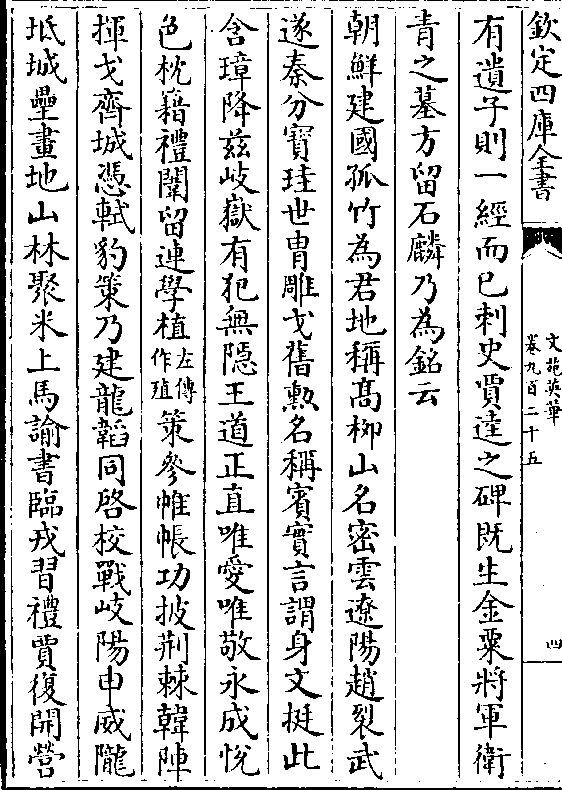 欽定四庫全書
文苑英華
卷九百二十五
四
有遺子則一經而已刺史賈逵之碑既生金粟將軍衛
青之墓方留石麟乃為銘云
朝鮮建國孤竹為君地稱髙栁山名密雲遼陽趙裂武
遂秦分寳珪世胄雕戈舊勲名稱賓實言謂身文挺此
含璋降兹岐嶽有犯無隠王道正直唯愛唯敬永成悦
色枕籍禮闈留連學植左傳作殖策參帷帳功披荆棘韓陣
揮戈齊城憑軾豹策乃建龍韜同啓校戰岐陽申威隴
坻城壘畫地山林聚米上馬諭書臨戎習禮賈復開營